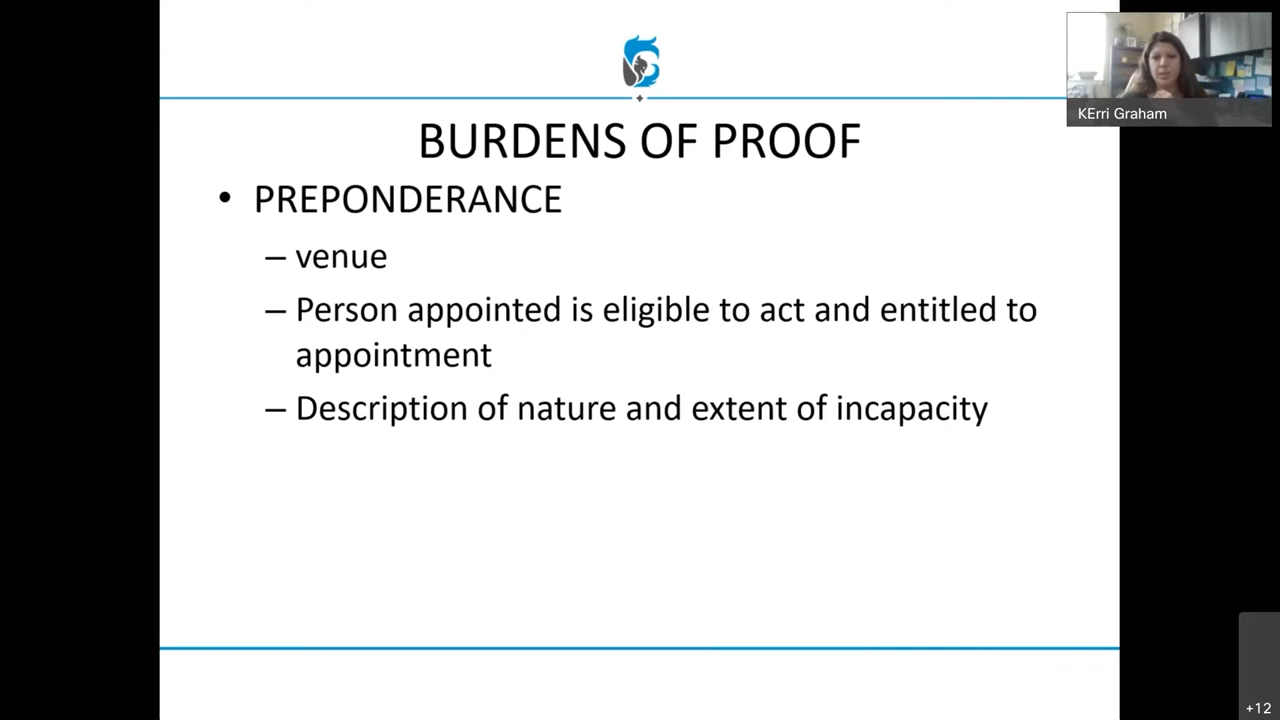 KErri Graham
BURDENS OF PROOF
• PREPONDERANCE
– venue
– Person appointed is eligible to act and entitled to
appointment
– Description of nature and extent of incapacity
+12